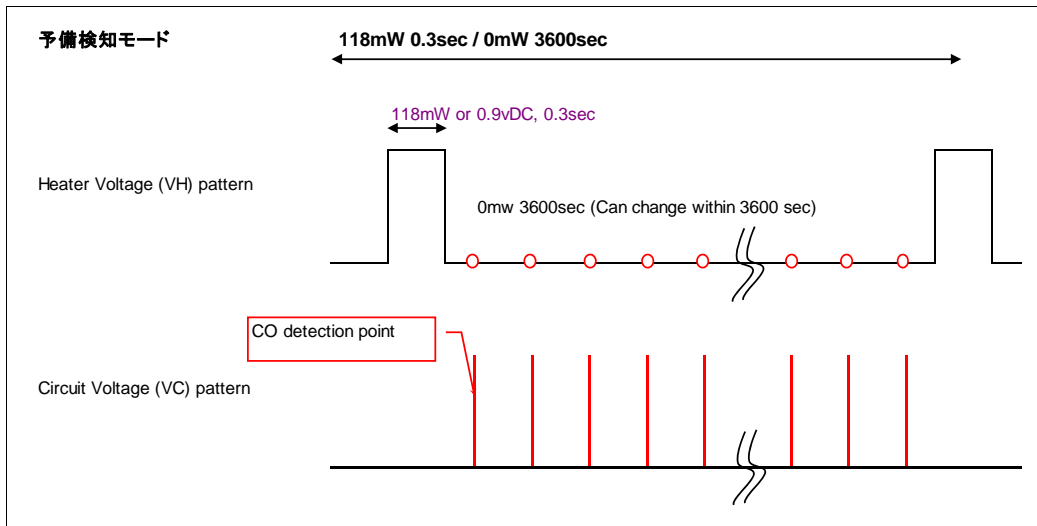 予備検知モード
118mW 0.3sec / 0mW 3600sec
118mW or 0.9vDC, 0.3sec
Heater Voltage (VH) pattern
0mw 3600sec (Can change within 3600 sec)
CO detection point
Circuit Voltage (VC) pattern